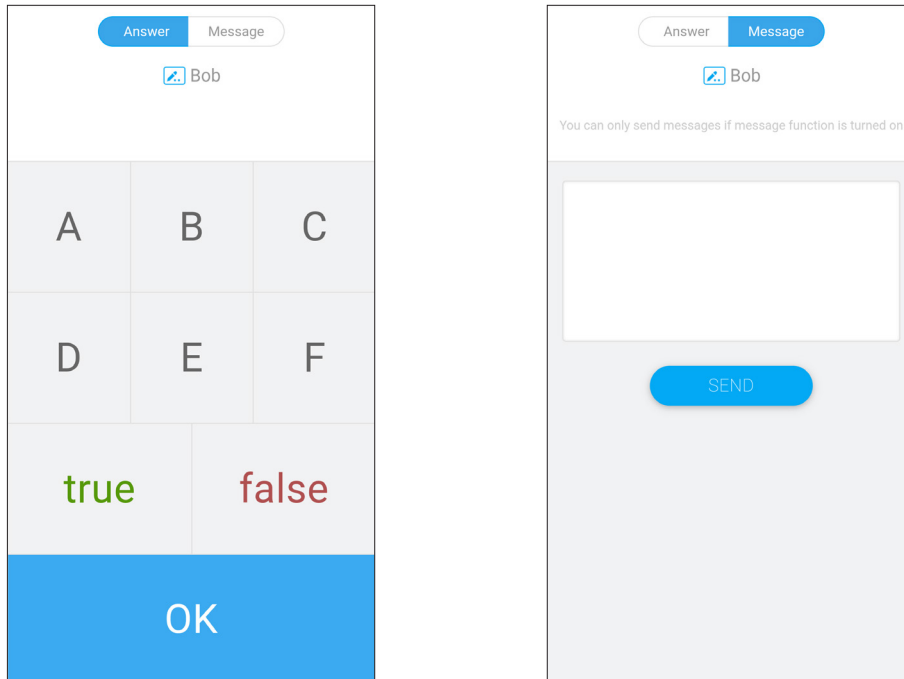 Answer Message
Bob
A B C
D E F
true false
OK
Answer Message
Bob
You can only send messages if message function is turned on
SEND